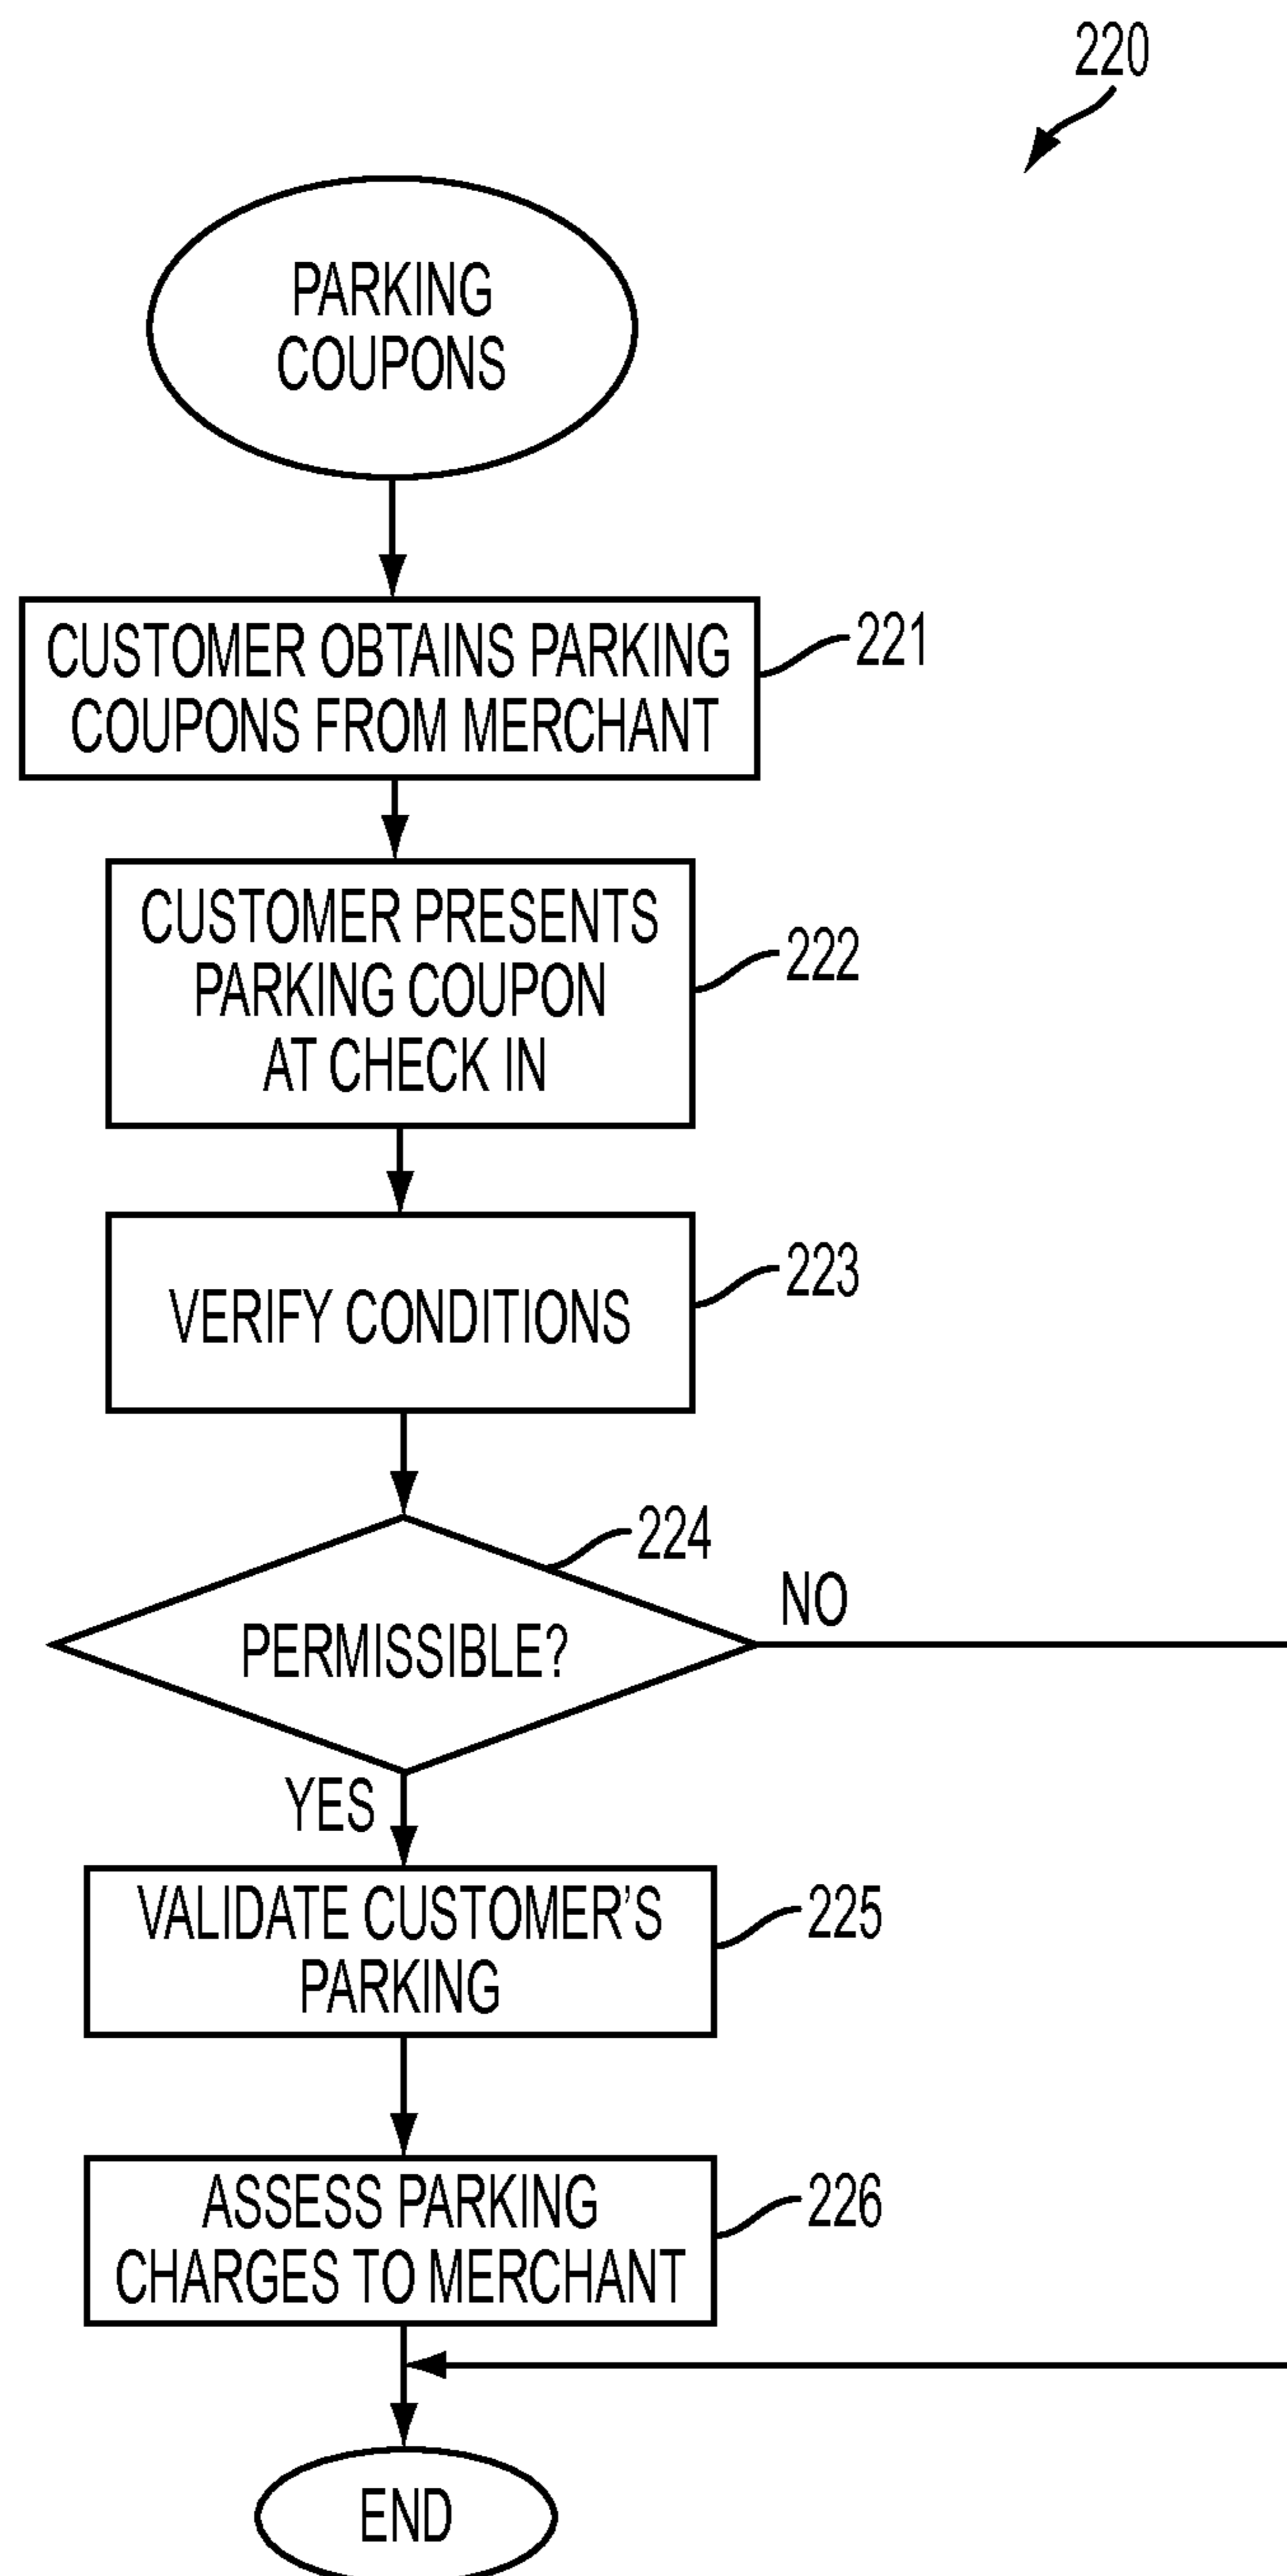 220
PARKING
COUPONS
CUSTOMER OBTAINS PARKING
COUPONS FROM MERCHANT
221
CUSTOMER PRESENTS
PARKING COUPON
AT CHECK IN
222
VERIFY CONDITIONS
223
224
PERMISSIBLE?
NO
YES
VALIDATE CUSTOMER'S
PARKING
225
ASSESS PARKING
CHARGES TO MERCHANT
226
END